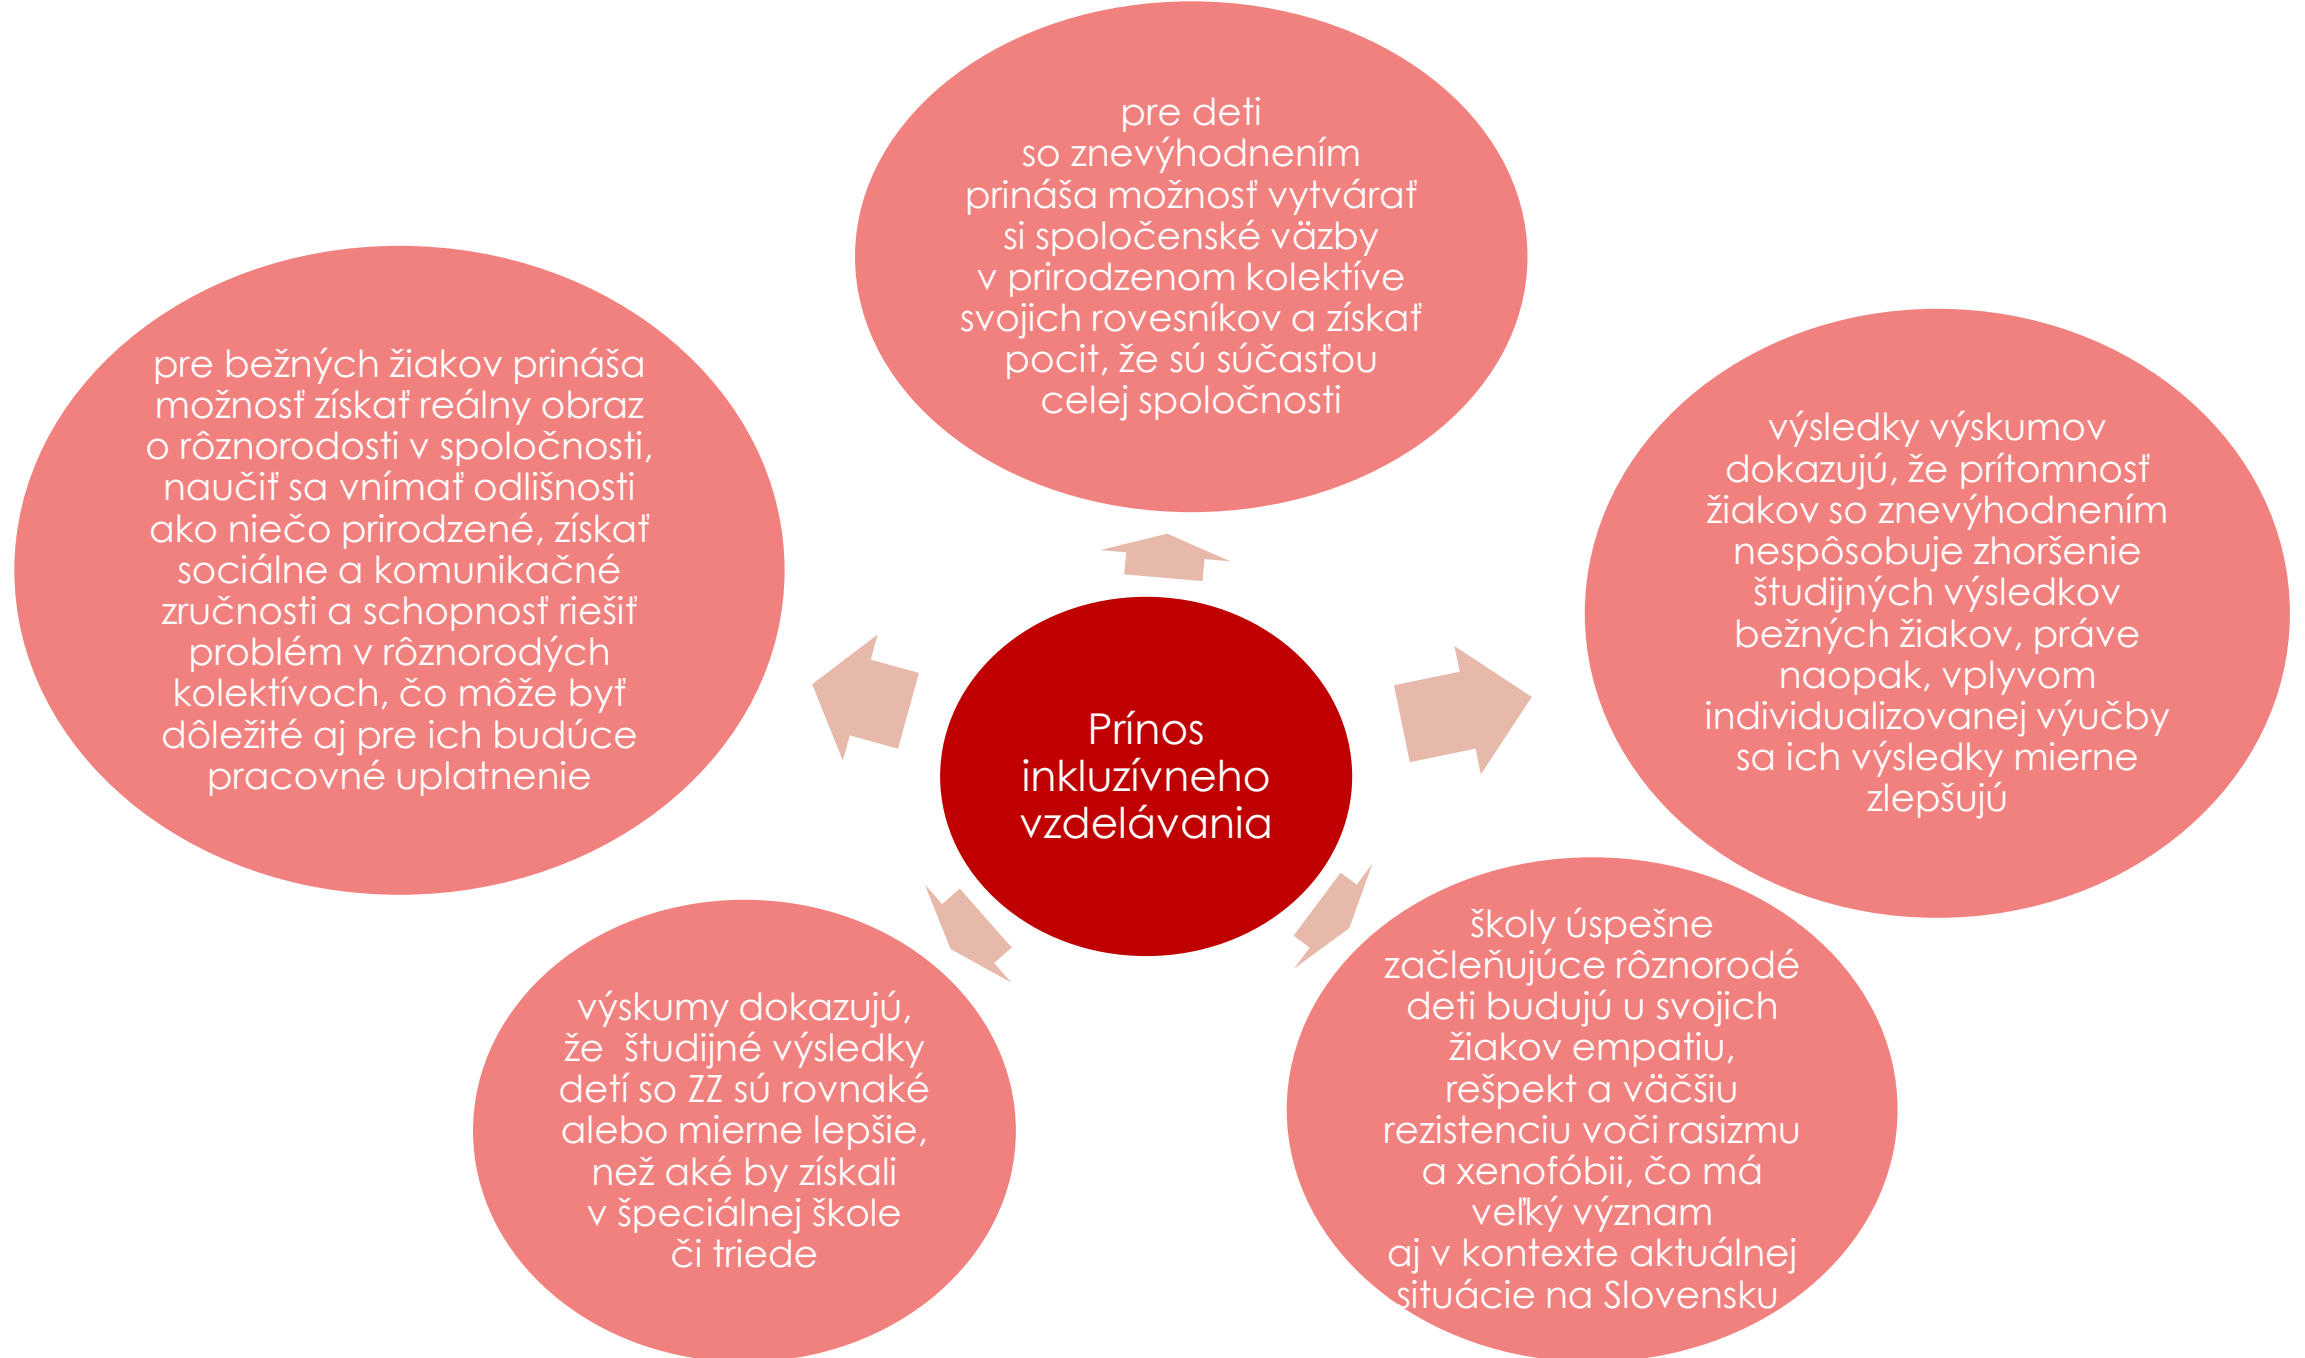 pre deti
so znevýhodnením
prináša možnosť vytvárať
si spoločenské väzby
v prirodzenom kolektíve
svojich rovesníkov a získať
pocit, že sú súčasťou
celej spoločnosti
pre bežných žiakov prináša
možnosť získať reálny obraz
o rôznorodosti v spoločnosti,
naučiť sa vnímať odlišnosti
ako niečo prirodzené, získať
sociálne a komunikačné
zručnosti a schopnosť riešiť
problém v rôznorodých
kolektívoch, čo môže byť
dôležité aj pre ich budúce
pracovné uplatnenie
výsledky výskumov
dokazujú, že prítomnosť
žiakov so znevýhodnením
nespôsobuje zhoršenie
študijných výsledkov
bežných žiakov, práve
naopak, vplyvom
individualizovanej výučby
sa ich výsledky mierne
zlepšujú
Prínos
inkluzívneho
vzdelávania
výskumy dokazujú,
že študijné výsledky
detí so ZZ sú rovnaké
alebo mierne lepšie,
než aké by získali
v špeciálnej škole
či triede
školy úspešne
začleňujúce rôznorodé
deti budujú u svojich
žiakov empatiu,
rešpekt a väčšiu
rezistenciu voči rasizmu
a xenofóbii, čo má
veľký význam
aj v kontexte aktuálnej
situácie na Slovensku